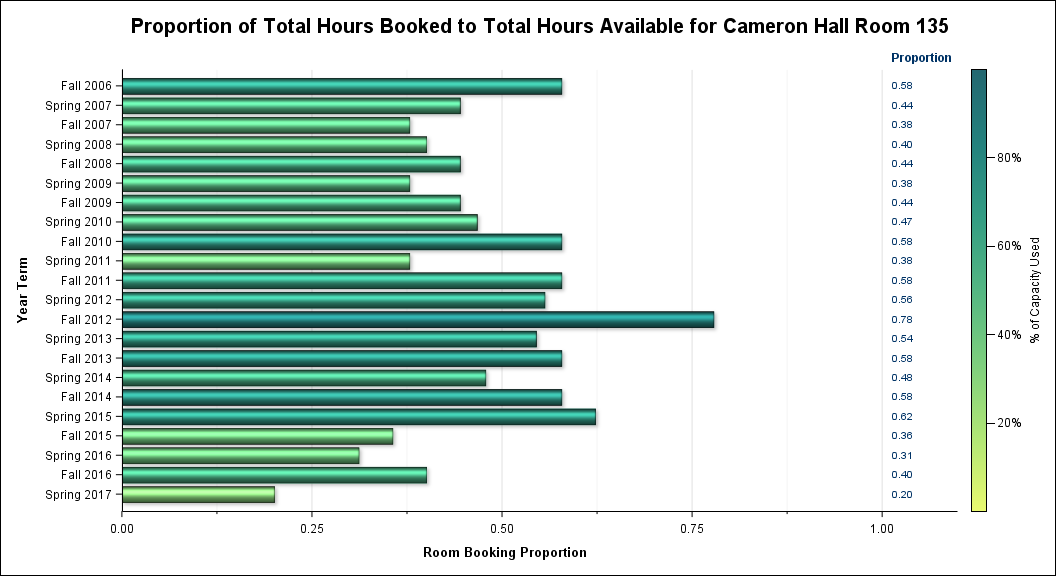 Proportion of Total Hours Booked to Total Hours Available for Cameron Hall Room 135
Proportion
Fall 2006 0.58
Spring 2007 0.44
Fall 2007 0.38
Spring 2008 0.40
Fall 2008 0.44
Spring 2009 0.38
Fall 2009 0.44
Spring 2010 0.47
Fall 2010 0.58
Spring 2011 0.38
Fall 2011 0.58
Spring 2012 0.56
Fall 2012 0.78
Spring 2013 0.54
Fall 2013 0.58
Spring 2014 0.48
Fall 2014 0.58
Spring 2015 0.62
Fall 2015 0.36
Spring 2016 0.31
Fall 2016 0.40
Spring 2017 0.20
Year Term
0.00 0.25 0.50 0.75 1.00
Room Booking Proportion
80%
60%
40%
20%
% of Capacity Used